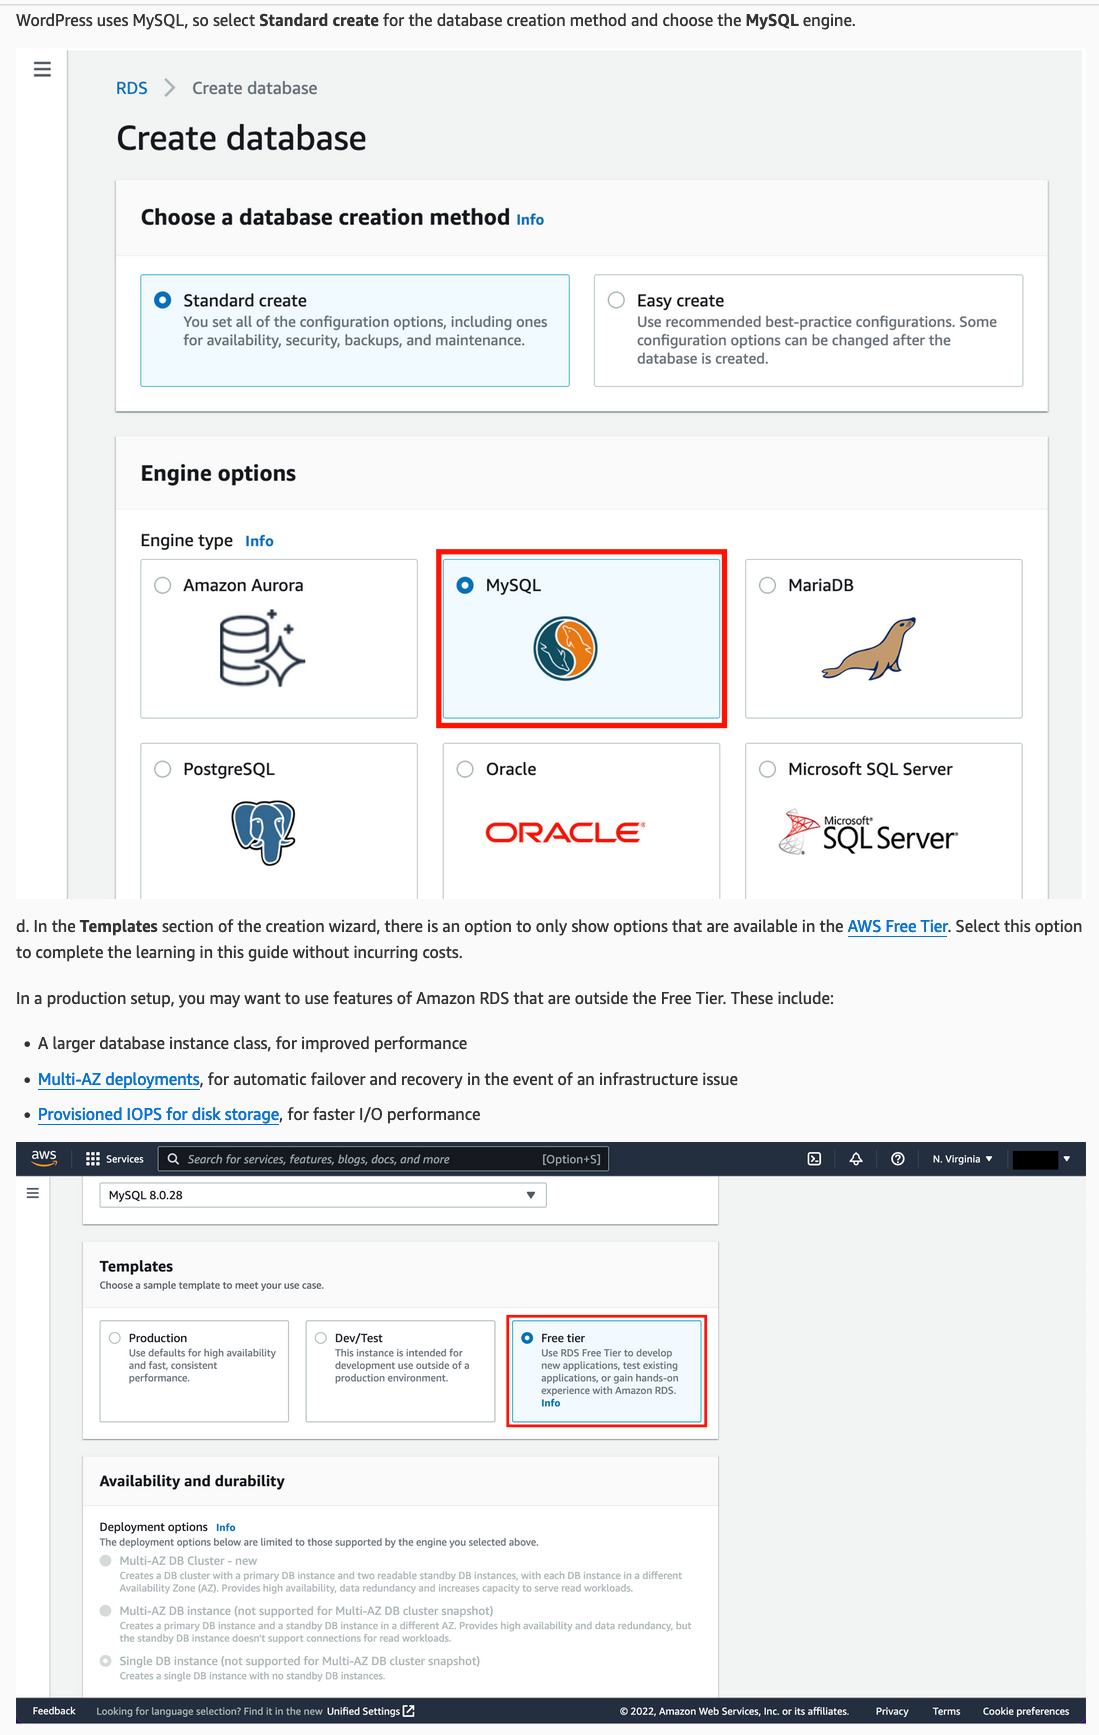 WordPress uses MySQL, so select Standard create for the database creation method and choose the MySQL engine.
RDS > Create database
Create database
Choose a database creation method Info
Standard create
You set all of the configuration options, including ones
for availability, security, backups, and maintenance.
Easy create
Use recommended best-practice configurations. Some
configuration options can be changed after the
database is created.
Engine options
Engine type Info
Amazon Aurora
MySQL
MariaDB
PostgreSQL
Oracle
ORACLE®
Microsoft SQL Server
Microsoft®
SQL Server®
d. In the Templates section of the creation wizard, there is an option to only show options that are available in the AWS Free Tier. Select this option
to complete the learning in this guide without incurring costs.
In a production setup, you may want to use features of Amazon RDS that are outside the Free Tier. These include:
• A larger database instance class, for improved performance
• Multi-AZ deployments, for automatic failover and recovery in the event of an infrastructure issue
• Provisioned IOPS for disk storage, for faster I/O performance
aws Services Search for services, features, blogs, docs, and more [Option+S] N. Virginia ▼ ▼
MySQL 8.0.28 ▼
Templates
Choose a sample template to meet your use case.
Production
Use defaults for high availability
and fast, consistent
performance.
Dev/Test
This instance is intended for
development use outside of a
production environment.
Free tier
Use RDS Free Tier to develop
new applications, test existing
applications, or gain hands-on
experience with Amazon RDS.
Info
Availability and durability
Deployment options Info
The deployment options below are limited to those supported by the engine you selected above.
Multi-AZ DB Cluster - new
Creates a DB cluster with a primary DB instance and two readable standby DB instances, with each DB instance in a different
Availability Zone (AZ). Provides high availability, data redundancy and increases capacity to serve read workloads.
Multi-AZ DB instance (not supported for Multi-AZ DB cluster snapshot)
Creates a primary DB instance and a standby DB instance in a different AZ. Provides high availability and data redundancy, but
the standby DB instance doesn't support connections for read workloads.
Single DB instance (not supported for Multi-AZ DB cluster snapshot)
Creates a single DB instance with no standby DB instances.
Feedback Looking for language selection? Find it in the new Unified Settings © 2022, Amazon Web Services, Inc. or its affiliates. Privacy Terms Cookie preferences